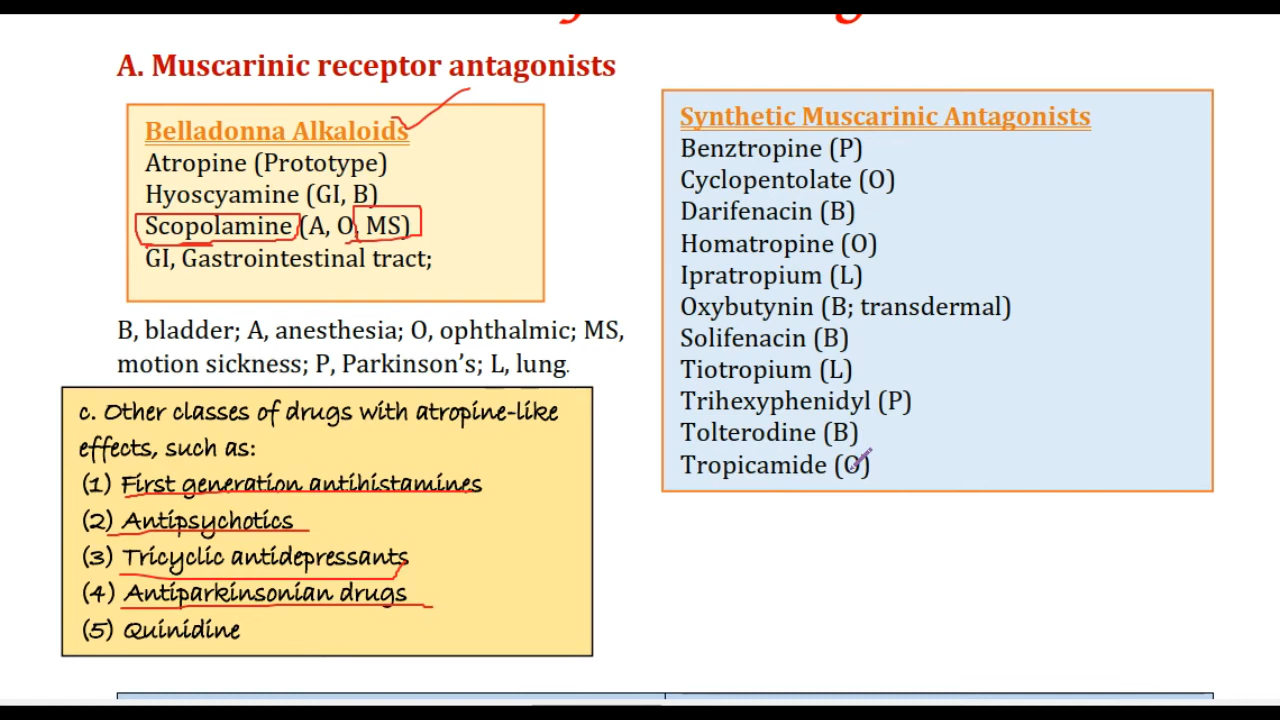 A. Muscarinic receptor antagonists
Belladonna Alkaloids
Atropine (Prototype)
Hyoscyamine (GI, B)
Scopolamine (A, O, MS)
GI, Gastrointestinal tract;
B, bladder; A, anesthesia; O, ophthalmic; MS,
motion sickness; P, Parkinson’s; L, lung.
c. Other classes of drugs with atropine-like
effects, such as:
(1) First generation antihistamines
(2) Antipsychotics
(3) Tricyclic antidepressants
(4) Antiparkinsonian drugs
(5) Quinidine
Synthetic Muscarinic Antagonists
Benztropine (P)
Cyclopentolate (O)
Darifenacin (B)
Homatropine (O)
Ipratropium (L)
Oxybutynin (B; transdermal)
Solifenacin (B)
Tiotropium (L)
Trihexyphenidyl (P)
Tolterodine (B)
Tropicamide (O)